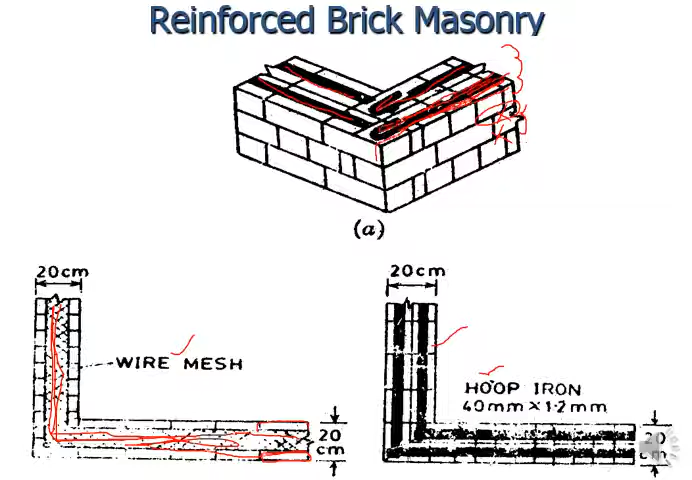 Reinforced Brick Masonry
(a)
20cm
WIRE MESH
20
cm
20cm
HOOP IRON
40mm×1·2mm
20
cm